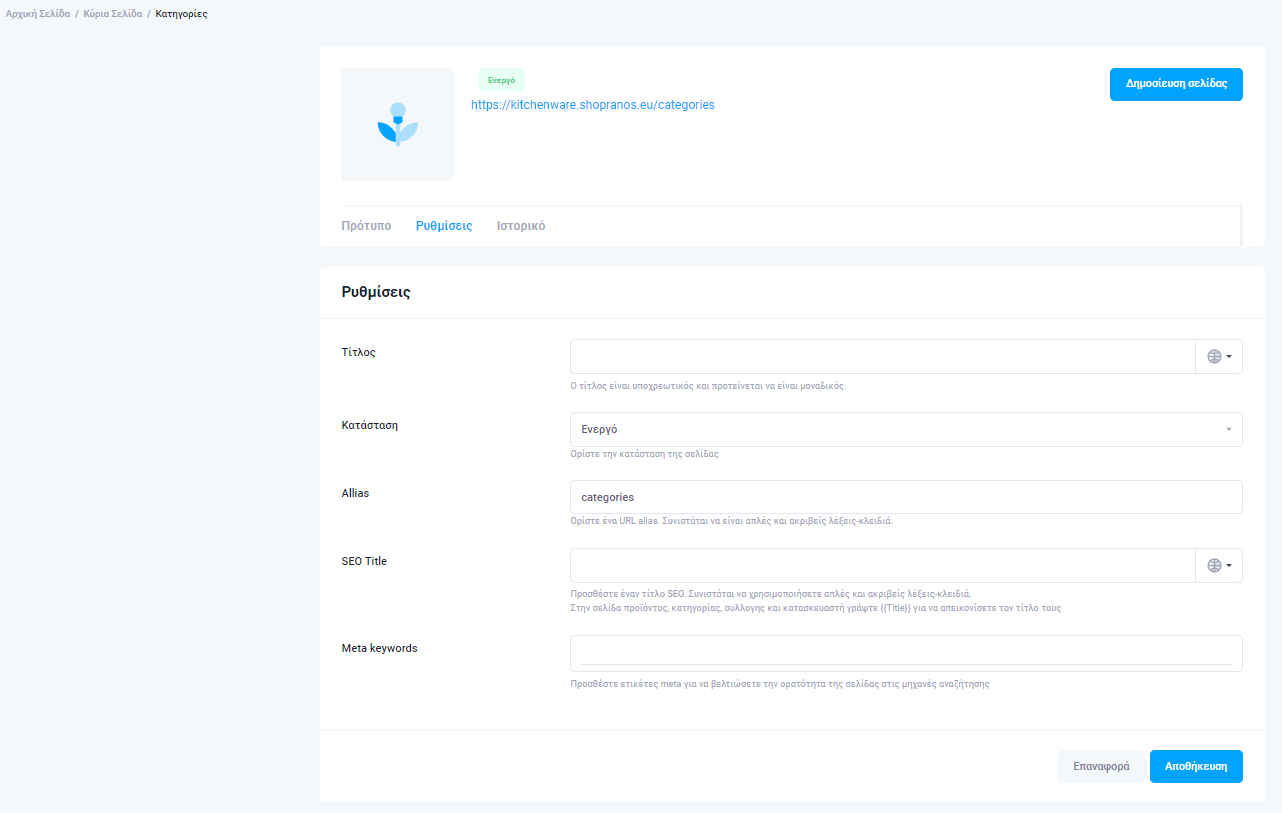 Αρχική Σελίδα / Κύρια Σελίδα / Κατηγορίες
Ενεργό
https://kitchenware.shopranos.eu/categories
Δημοσίευση σελίδας
Πρότυπο Ρυθμίσεις Ιστορικό
Ρυθμίσεις
Τίτλος
Ο τίτλος είναι υποχρεωτικός και προτείνεται να είναι μοναδικός.
Κατάσταση
Ενεργό
Ορίστε την κατάσταση της σελίδας
Allias
categories
Ορίστε ένα URL alias. Συνιστάται να είναι απλές και ακριβείς λέξεις-κλειδιά.
SEO Title
Προσθέστε έναν τίτλο SEO. Συνιστάται να χρησιμοποιήσετε απλές και ακριβείς λέξεις-κλειδιά.
Στην σελίδα προϊόντος, κατηγορίας, συλλογης και κατασκευαστή γράψτε {{Title}} για να απεικονίσετε τον τίτλο τους
Meta keywords
Προσθέστε ετικέτες meta για να βελτιώσετε την ορατότητα της σελίδας στις μηχανές αναζήτησης
Επαναφορά Αποθήκευση